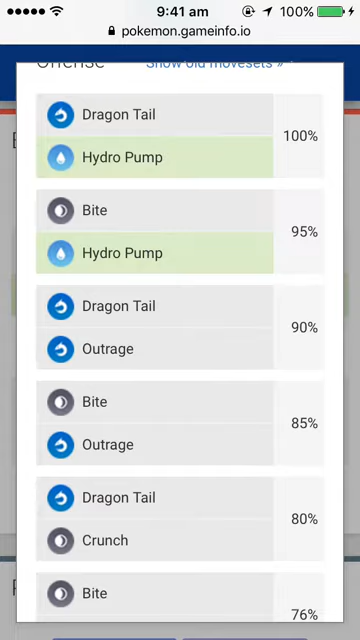 9:41 am
100%
pokemon.gameinfo.io
Offense Show old movesets »
Dragon Tail
Hydro Pump
100%
Bite
Hydro Pump
95%
Dragon Tail
Outrage
90%
Bite
Outrage
85%
Dragon Tail
Crunch
80%
Bite
76%